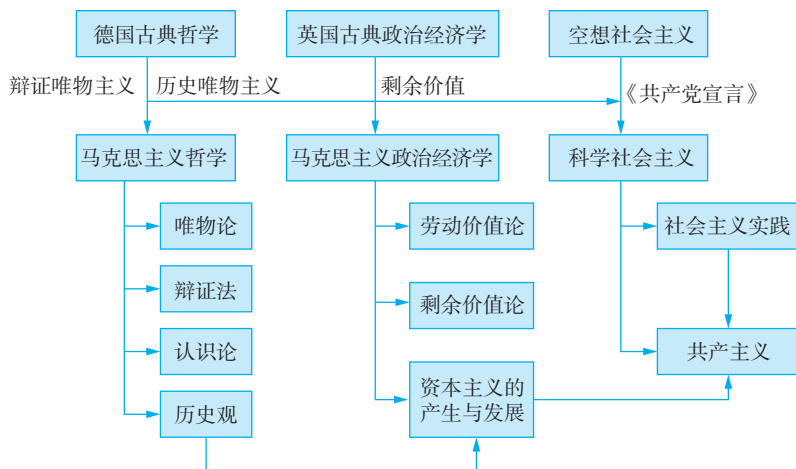 德国古典哲学
英国古典政治经济学
空想社会主义
辩证唯物主义
历史唯物主义
剩余价值
《共产党宣言》
马克思主义哲学
马克思主义政治经济学
科学社会主义
唯物论
劳动价值论
社会主义实践
辩证法
剩余价值论
认识论
共产主义
历史观
资本主义的
产生与发展